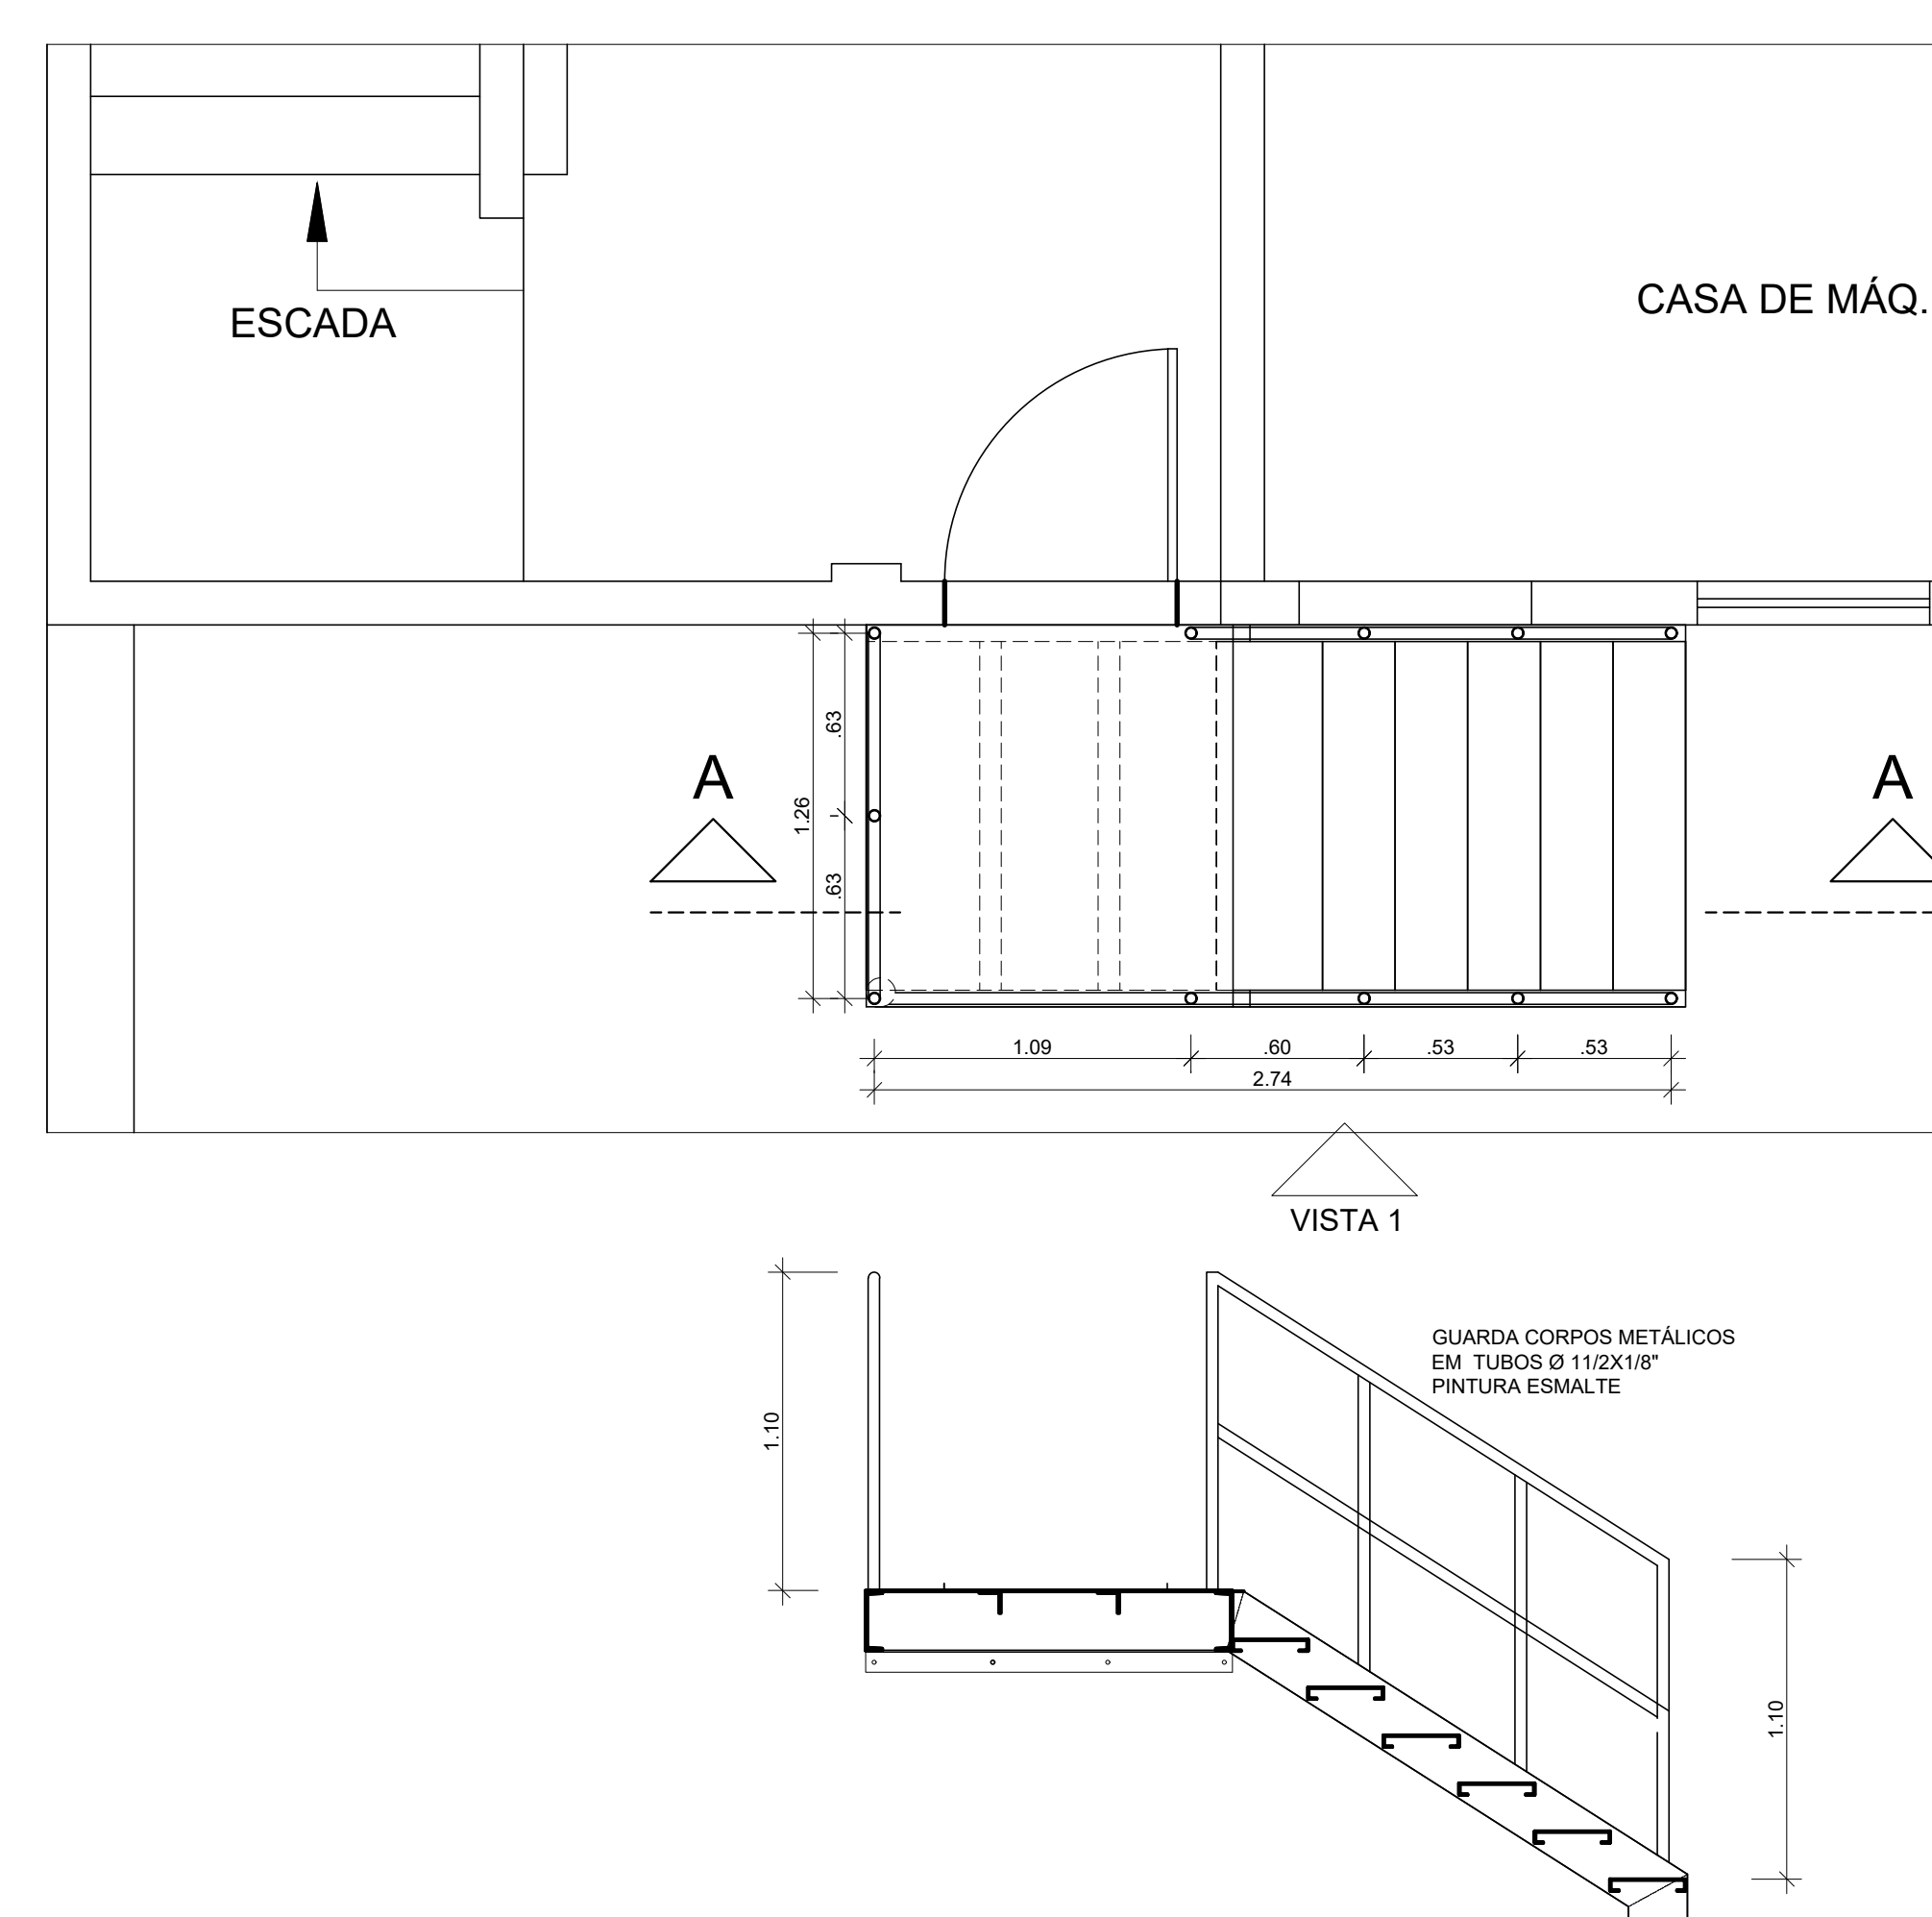 CASA DE MÁQ.
ESCADA
.63
A
A
1.26
.63
1.09
.60
.53
.53
2.74
VISTA 1
GUARDA CORPOS METÁLICOS
EM TUBOS Ø 11/2X1/8"
PINTURA ESMALTE
1.10
1.10